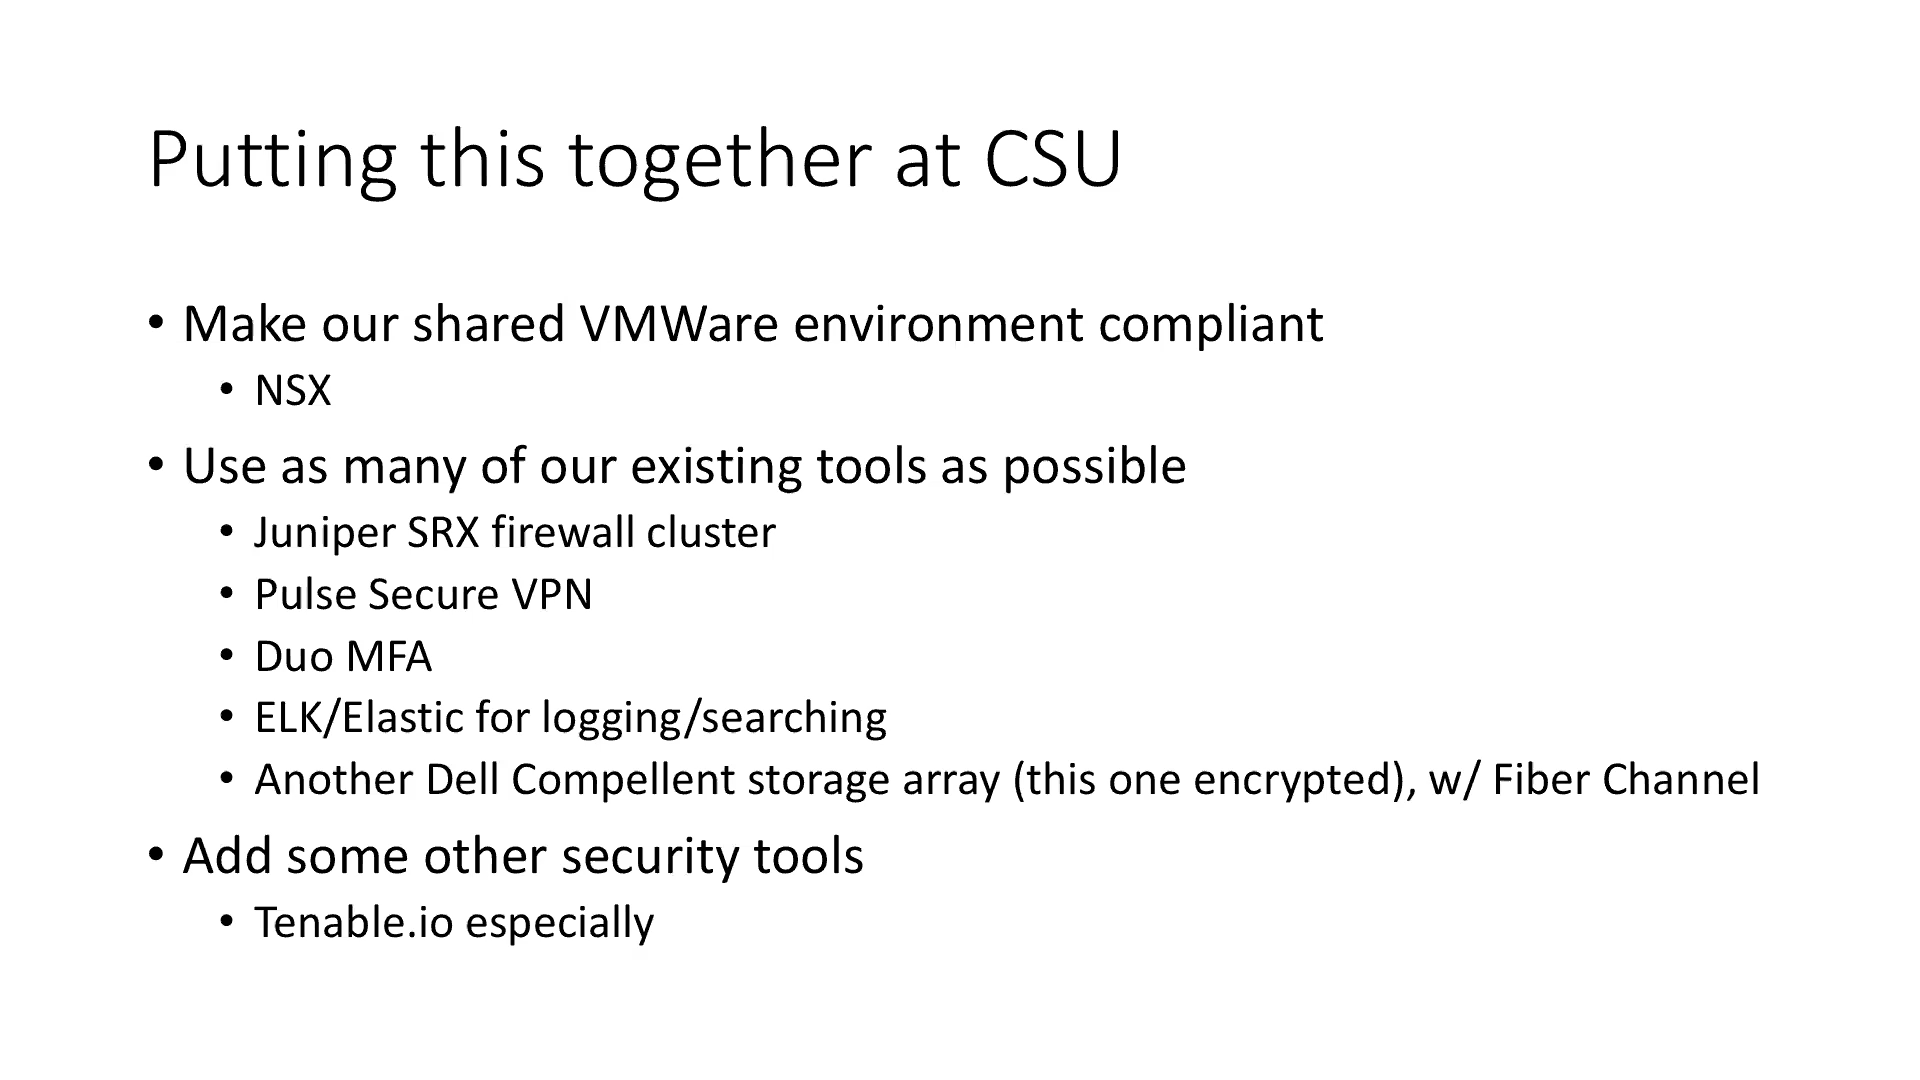 Putting this together at CSU
• Make our shared VMWare environment compliant
• NSX
• Use as many of our existing tools as possible
• Juniper SRX firewall cluster
• Pulse Secure VPN
• Duo MFA
• ELK/Elastic for logging/searching
• Another Dell Compellent storage array (this one encrypted), w/ Fiber Channel
• Add some other security tools
• Tenable.io especially